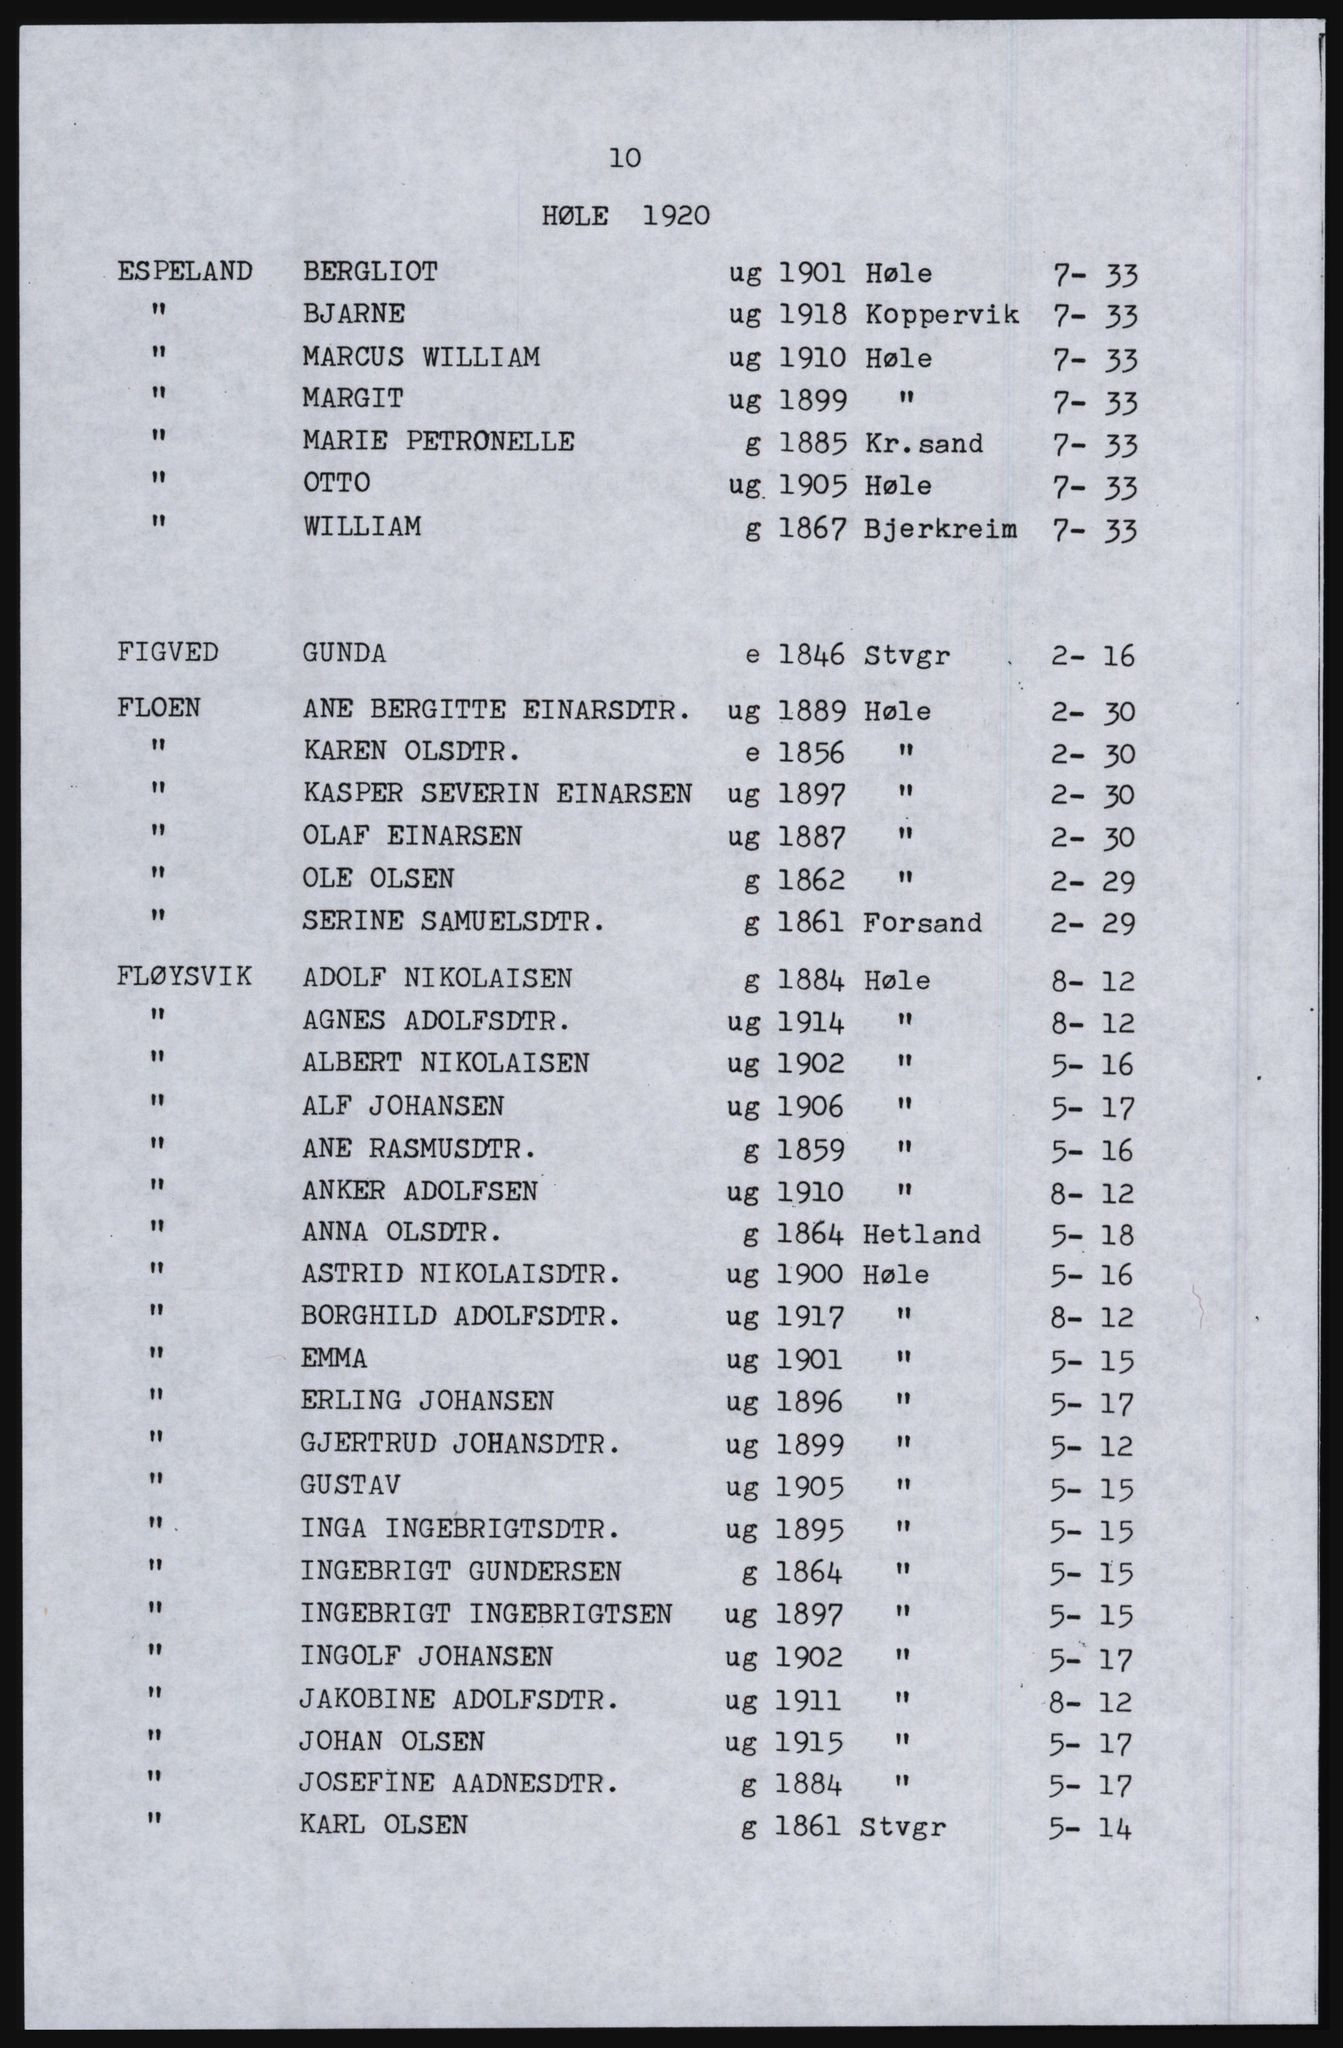 10
HØLE 1920
ESPELAND BERGLIOT ug 1901 Høle 7- 33
" BJARNE ug 1918 Koppervik 7- 33
" MARCUS WILLIAM ug 1910 Høle 7- 33
" MARGIT ug 1899 " 7- 33
" MARIE PETRONELLE g 1885 Kr.sand 7- 33
" OTTO ug. 1905 Høle 7- 33
" WILLIAM g 1867 Bjerkreim 7- 33
FIGVED GUNDA e 1846 Stvgr 2- 16
FLOEN ANE BERGITTE EINARSDTR. ug 1889 Høle 2- 30
" KAREN OLSDTR. e 1856 " 2- 30
" KASPER SEVERIN EINARSEN ug 1897 " 2- 30
" OLAF EINARSEN ug 1887 " 2- 30
" OLE OLSEN g 1862 " 2- 29
" SERINE SAMUELSDTR. g 1861 Forsand 2- 29
FLØYSVIK ADOLF NIKOLAISEN g 1884 Høle 8- 12
" AGNES ADOLFSDTR. ug 1914 " 8- 12
" ALBERT NIKOLAISEN ug 1902 " 5- 16
" ALF JOHANSEN ug 1906 " 5- 17
" ANE RASMUSDTR. g 1859 " 5- 16
" ANKER ADOLFSEN ug 1910 " 8- 12
" ANNA OLSDTR. g 1864 Hetland 5- 18
" ASTRID NIKOLAISDTR. ug 1900 Høle 5- 16
" BORGHILD ADOLFSDTR. ug 1917 " 8- 12
" EMMA ug 1901 " 5- 15
" ERLING JOHANSEN ug 1896 " 5- 17
" GJERTRUD JOHANSDTR. ug 1899 " 5- 12
" GUSTAV ug 1905 " 5- 15
" INGA INGEBRIGTSDTR. ug 1895 " 5- 15
" INGEBRIGT GUNDERSEN g 1864 " 5- 15
" INGEBRIGT INGEBRIGTSEN ug 1897 " 5- 15
" INGOLF JOHANSEN ug 1902 " 5- 17
" JAKOBINE ADOLFSDTR. ug 1911 " 8- 12
" JOHAN OLSEN ug 1915 " 5- 17
" JOSEFINE AADNESDTR. g 1884 " 5- 17
" KARL OLSEN g 1861 Stvgr 5- 14